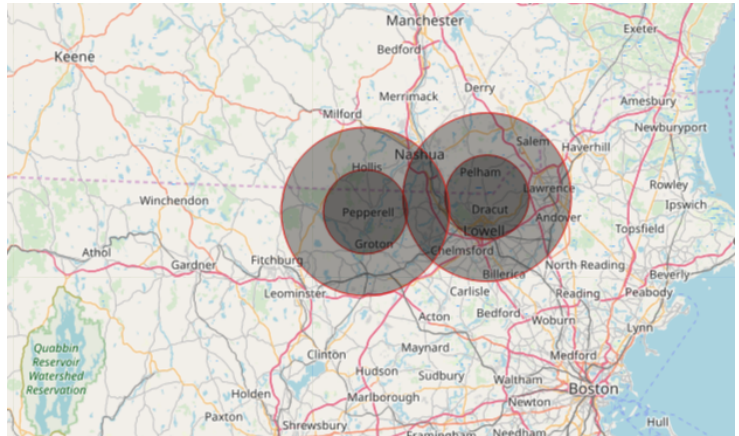 Manchester
Exeter
Bedford
Keene
Derry
Merrimack
Amesbury
Milford
Newburyport
Salem
Haverhill
Nashua
Hollis
Pelham
Lawrence
Rowley
Winchendon
Ipswich
Pepperell
Dracut
Andover
Topsfield
Lowell
Groton
Athol
Chelmsford
Fitchburg
Gardner
North Reading
Billerica
Beverly
Leominster
Carlisle
Reading
Peabody
Acton
Bedford
Woburn
Lynn
Quabbin
Reservoir
Watershed
Reservation
Maynard
Clinton
Medford
Hudson
Sudbury
Waltham
Boston
Holden
Marlborough
Newton
Paxton
Shrewsbury
Hull
Framingham
Needham